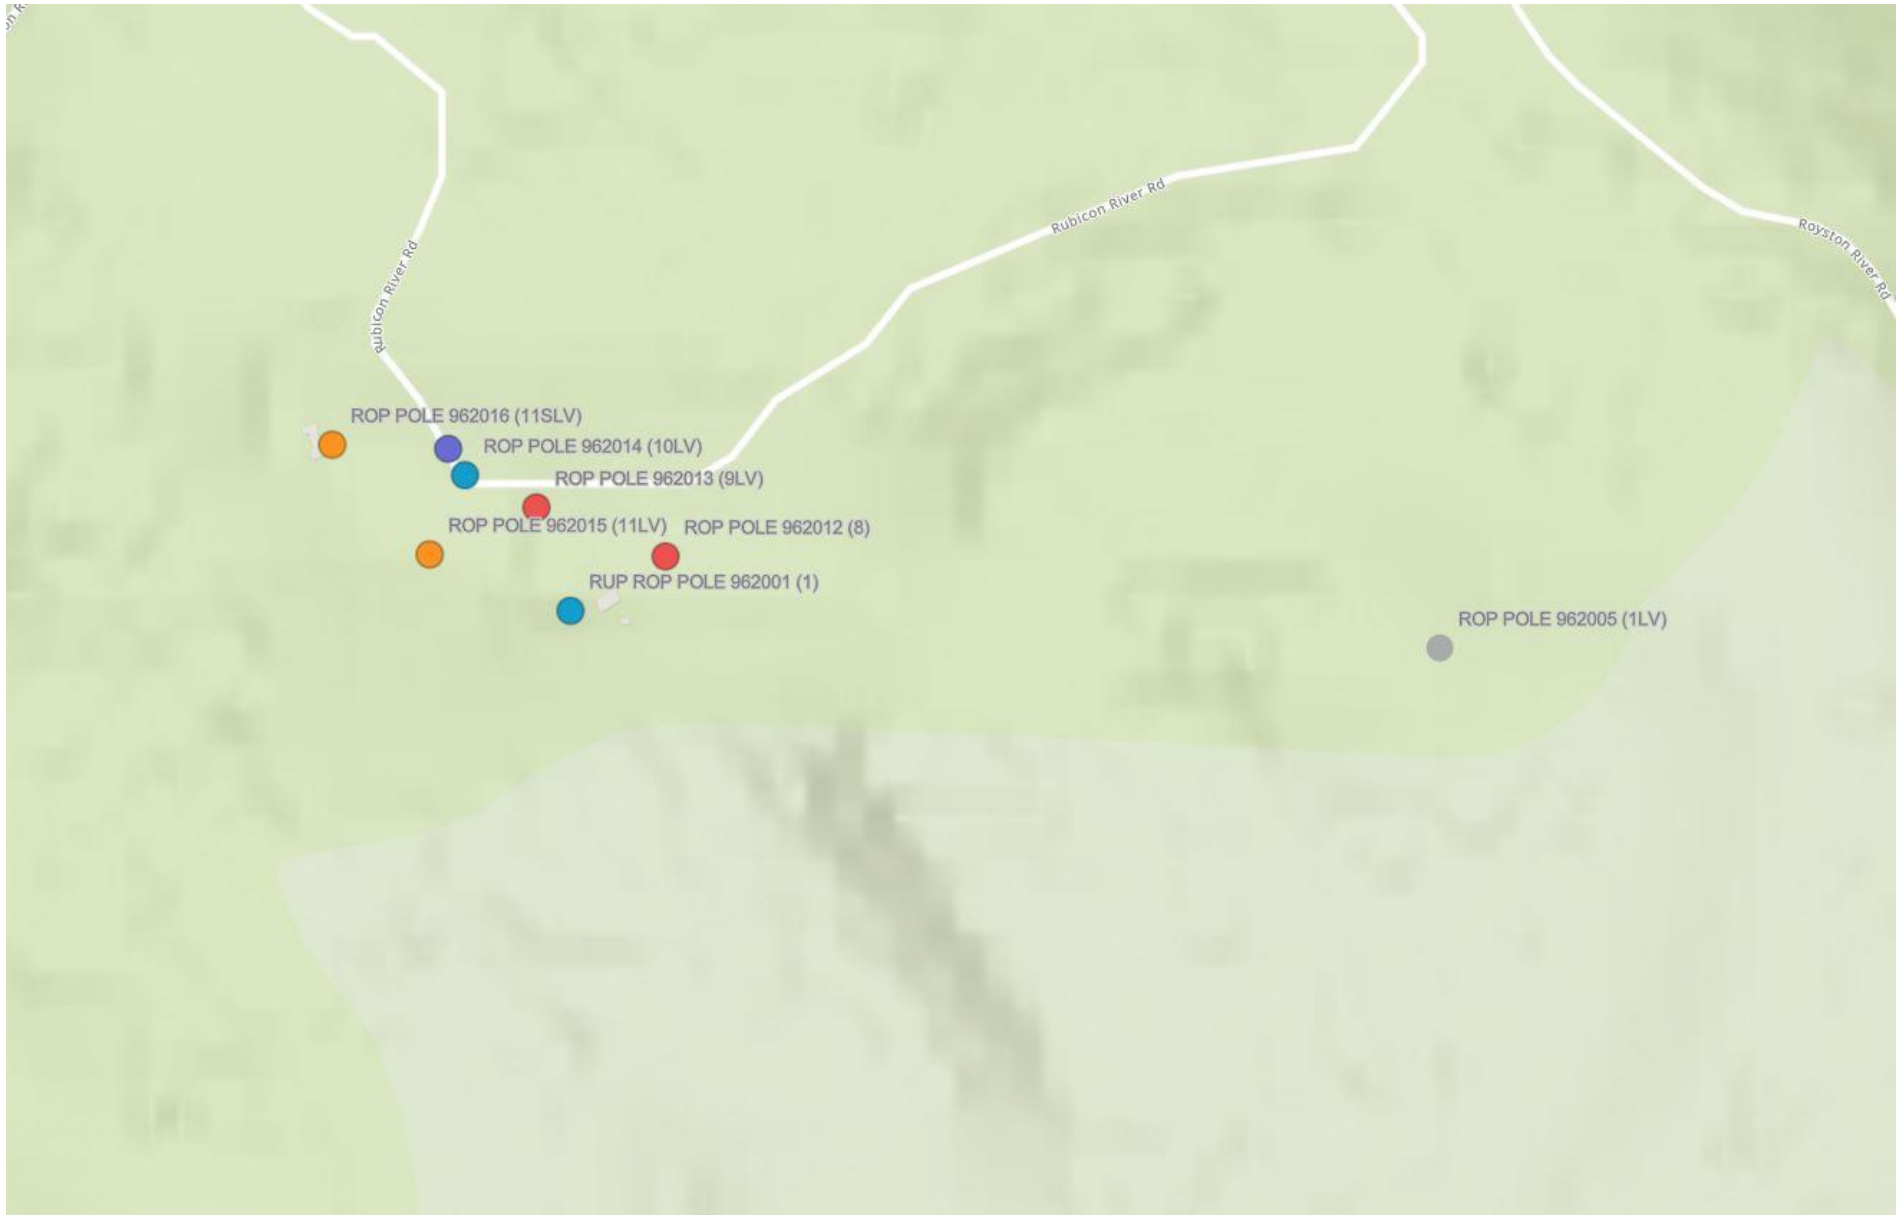 Rubicon River Rd
Royston River Rd
Rubicon River Rd
ROP POLE 962016 (11SLV)
ROP POLE 962014 (10LV)
ROP POLE 962013 (9LV)
ROP POLE 962015 (11LV)
ROP POLE 962012 (8)
RUP ROP POLE 962001 (1)
ROP POLE 962005 (1LV)